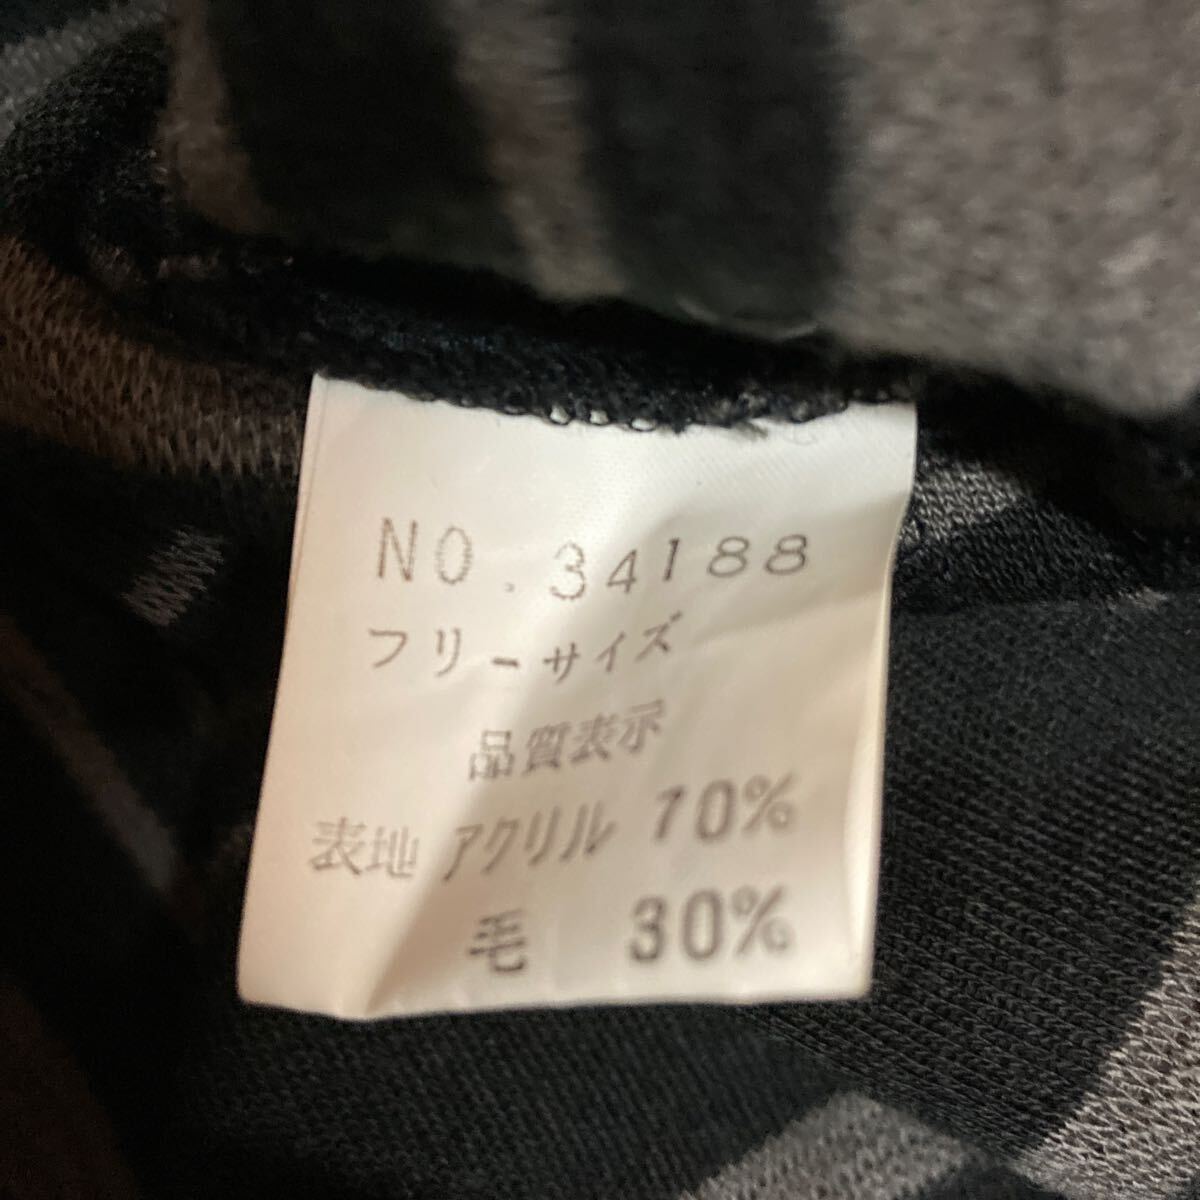 NO.34188
フリーサイズ
品質表示
表地 アクリル 70%
毛 30%